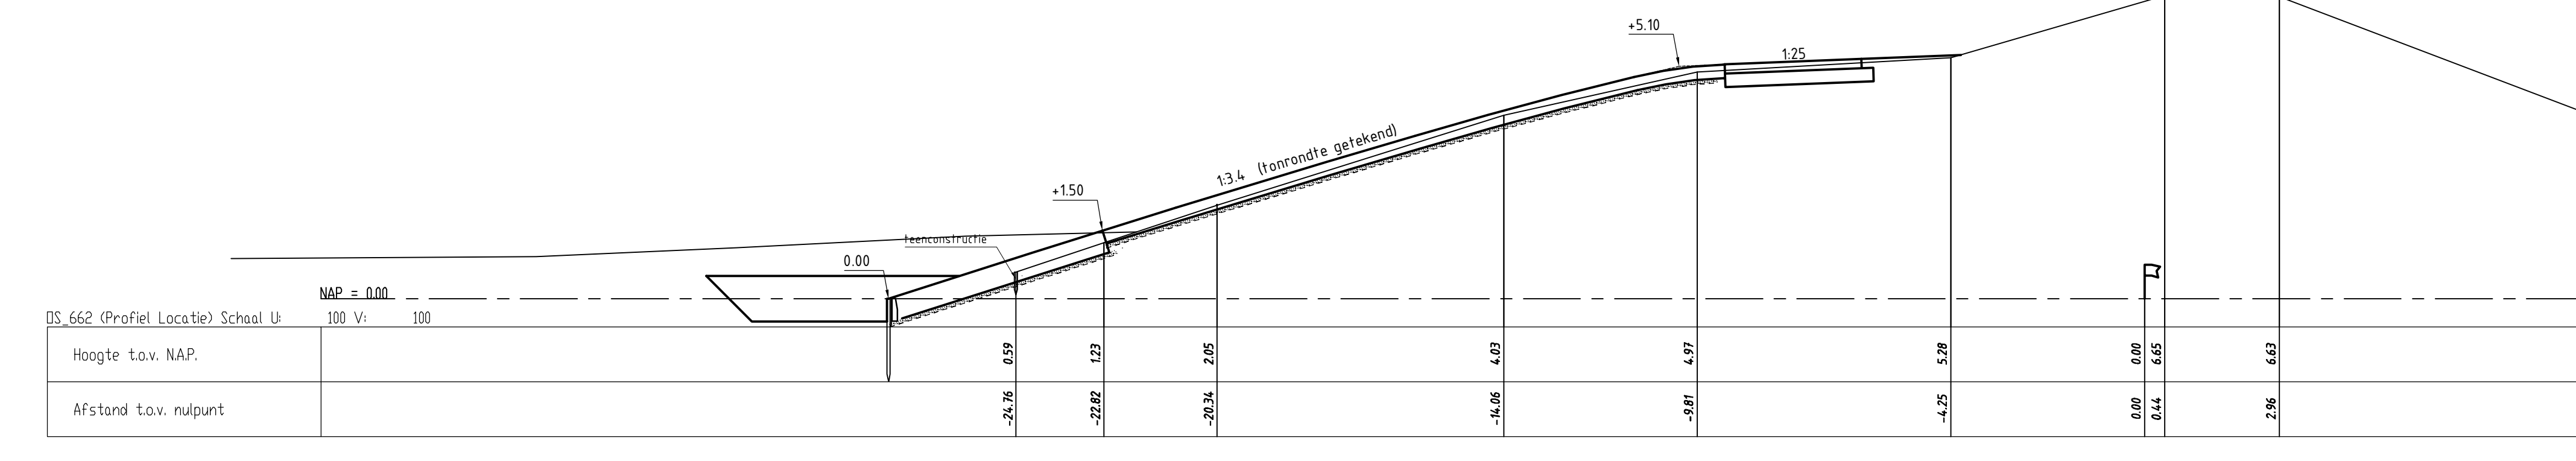 +5.10
1:25
1:3.4 (tonrondte getekend)
+1.50
teenconstructie
0.00
NAP = 0.00
S_662 (Profiel Locatie) Schaal U: 100 V: 100
Hoogte t.o.v. N.A.P. 0.59 1.23 2.05 4.03 4.97 5.28 0.00 6.65 6.63
Afstand t.o.v. nulpunt -24.76 -22.82 -20.34 -14.06 -9.81 -4.25 0.00 0.44 2.96